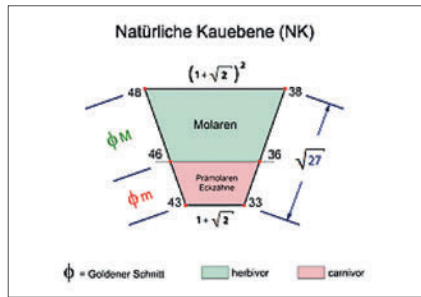 Natürliche Kauebene (NK)
(1+√2)²
48
38
Molaren
ϕM
46
36
√27
Prämolaren
Eckzähne
ϕm
43
33
1+√2
ϕ = Goldener Schnitt
herbivor
carnivor